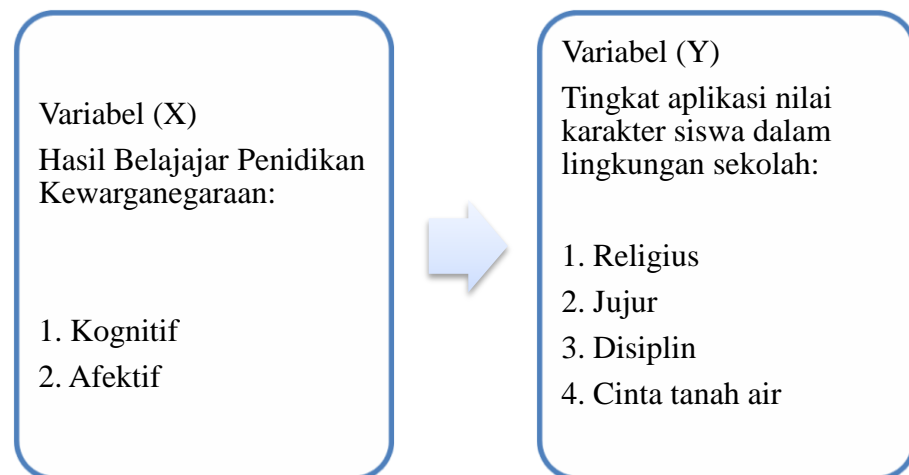 Variabel (X)
Hasil Belajajar Penidikan
Kewarganegaraan:
1. Kognitif
2. Afektif
Variabel (Y)
Tingkat aplikasi nilai
karakter siswa dalam
lingkungan sekolah:
1. Religius
2. Jujur
3. Disiplin
4. Cinta tanah air